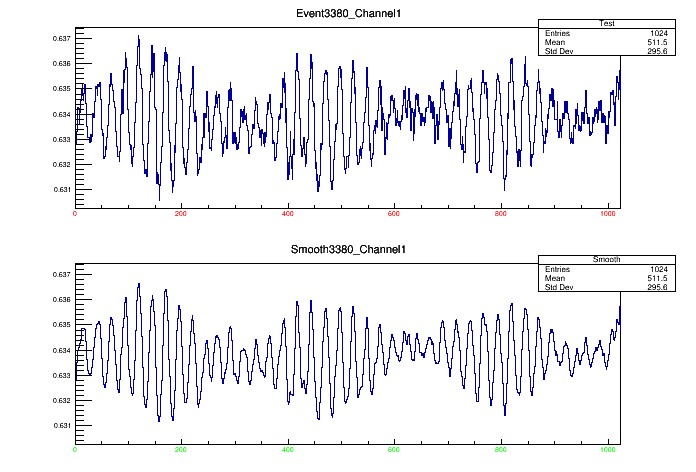 Event3380_Channel1
Test
Entries 1024
Mean 511.5
Std Dev 295.6
0.637
0.636
0.635
0.634
0.633
0.632
0.631
0 200 400 600 800 1000
Smooth3380_Channel1
Smooth
Entries 1024
Mean 511.5
Std Dev 295.6
0.637
0.636
0.635
0.634
0.633
0.632
0.631
0 200 400 600 800 1000